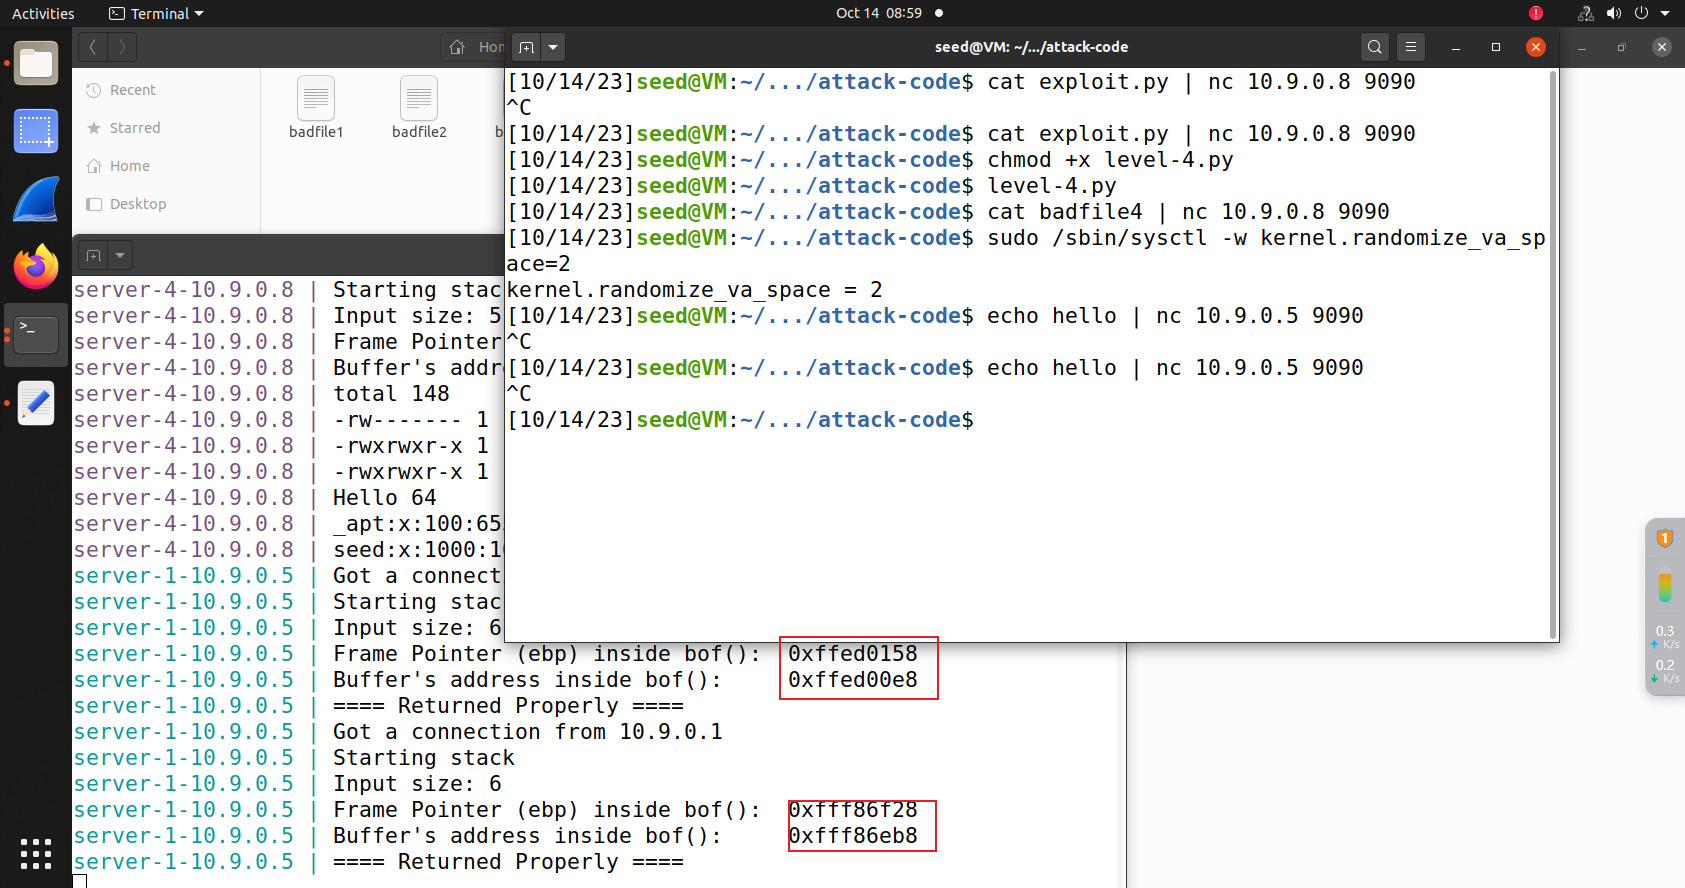 Activities
Terminal
Oct 14 08:59
seed@VM: ~/.../attack-code
Recent
Starred
Home
Desktop
badfile1
badfile2
[10/14/23]seed@VM:~/.../attack-code$ cat exploit.py | nc 10.9.0.8 9090
^C
[10/14/23]seed@VM:~/.../attack-code$ cat exploit.py | nc 10.9.0.8 9090
[10/14/23]seed@VM:~/.../attack-code$ chmod +x level-4.py
[10/14/23]seed@VM:~/.../attack-code$ level-4.py
[10/14/23]seed@VM:~/.../attack-code$ cat badfile4 | nc 10.9.0.8 9090
[10/14/23]seed@VM:~/.../attack-code$ sudo /sbin/sysctl -w kernel.randomize_va_sp
ace=2
kernel.randomize_va_space = 2
[10/14/23]seed@VM:~/.../attack-code$ echo hello | nc 10.9.0.5 9090
^C
[10/14/23]seed@VM:~/.../attack-code$ echo hello | nc 10.9.0.5 9090
^C
[10/14/23]seed@VM:~/.../attack-code$
server-4-10.9.0.8 | Starting stac
server-4-10.9.0.8 | Input size: 5
server-4-10.9.0.8 | Frame Pointer
server-4-10.9.0.8 | Buffer's addr
server-4-10.9.0.8 | total 148
server-4-10.9.0.8 | -rw------- 1
server-4-10.9.0.8 | -rwxrwxr-x 1
server-4-10.9.0.8 | -rwxrwxr-x 1
server-4-10.9.0.8 | Hello 64
server-4-10.9.0.8 | _apt:x:100:65
server-4-10.9.0.8 | seed:x:1000:1
server-1-10.9.0.5 | Got a connect
server-1-10.9.0.5 | Starting stac
server-1-10.9.0.5 | Input size: 6
server-1-10.9.0.5 | Frame Pointer (ebp) inside bof():  0xffed0158
server-1-10.9.0.5 | Buffer's address inside bof():     0xffed00e8
server-1-10.9.0.5 | ==== Returned Properly ====
server-1-10.9.0.5 | Got a connection from 10.9.0.1
server-1-10.9.0.5 | Starting stack
server-1-10.9.0.5 | Input size: 6
server-1-10.9.0.5 | Frame Pointer (ebp) inside bof():  0xfff86f28
server-1-10.9.0.5 | Buffer's address inside bof():     0xfff86eb8
server-1-10.9.0.5 | ==== Returned Properly ====
1
0.3
K/s
0.2
K/s